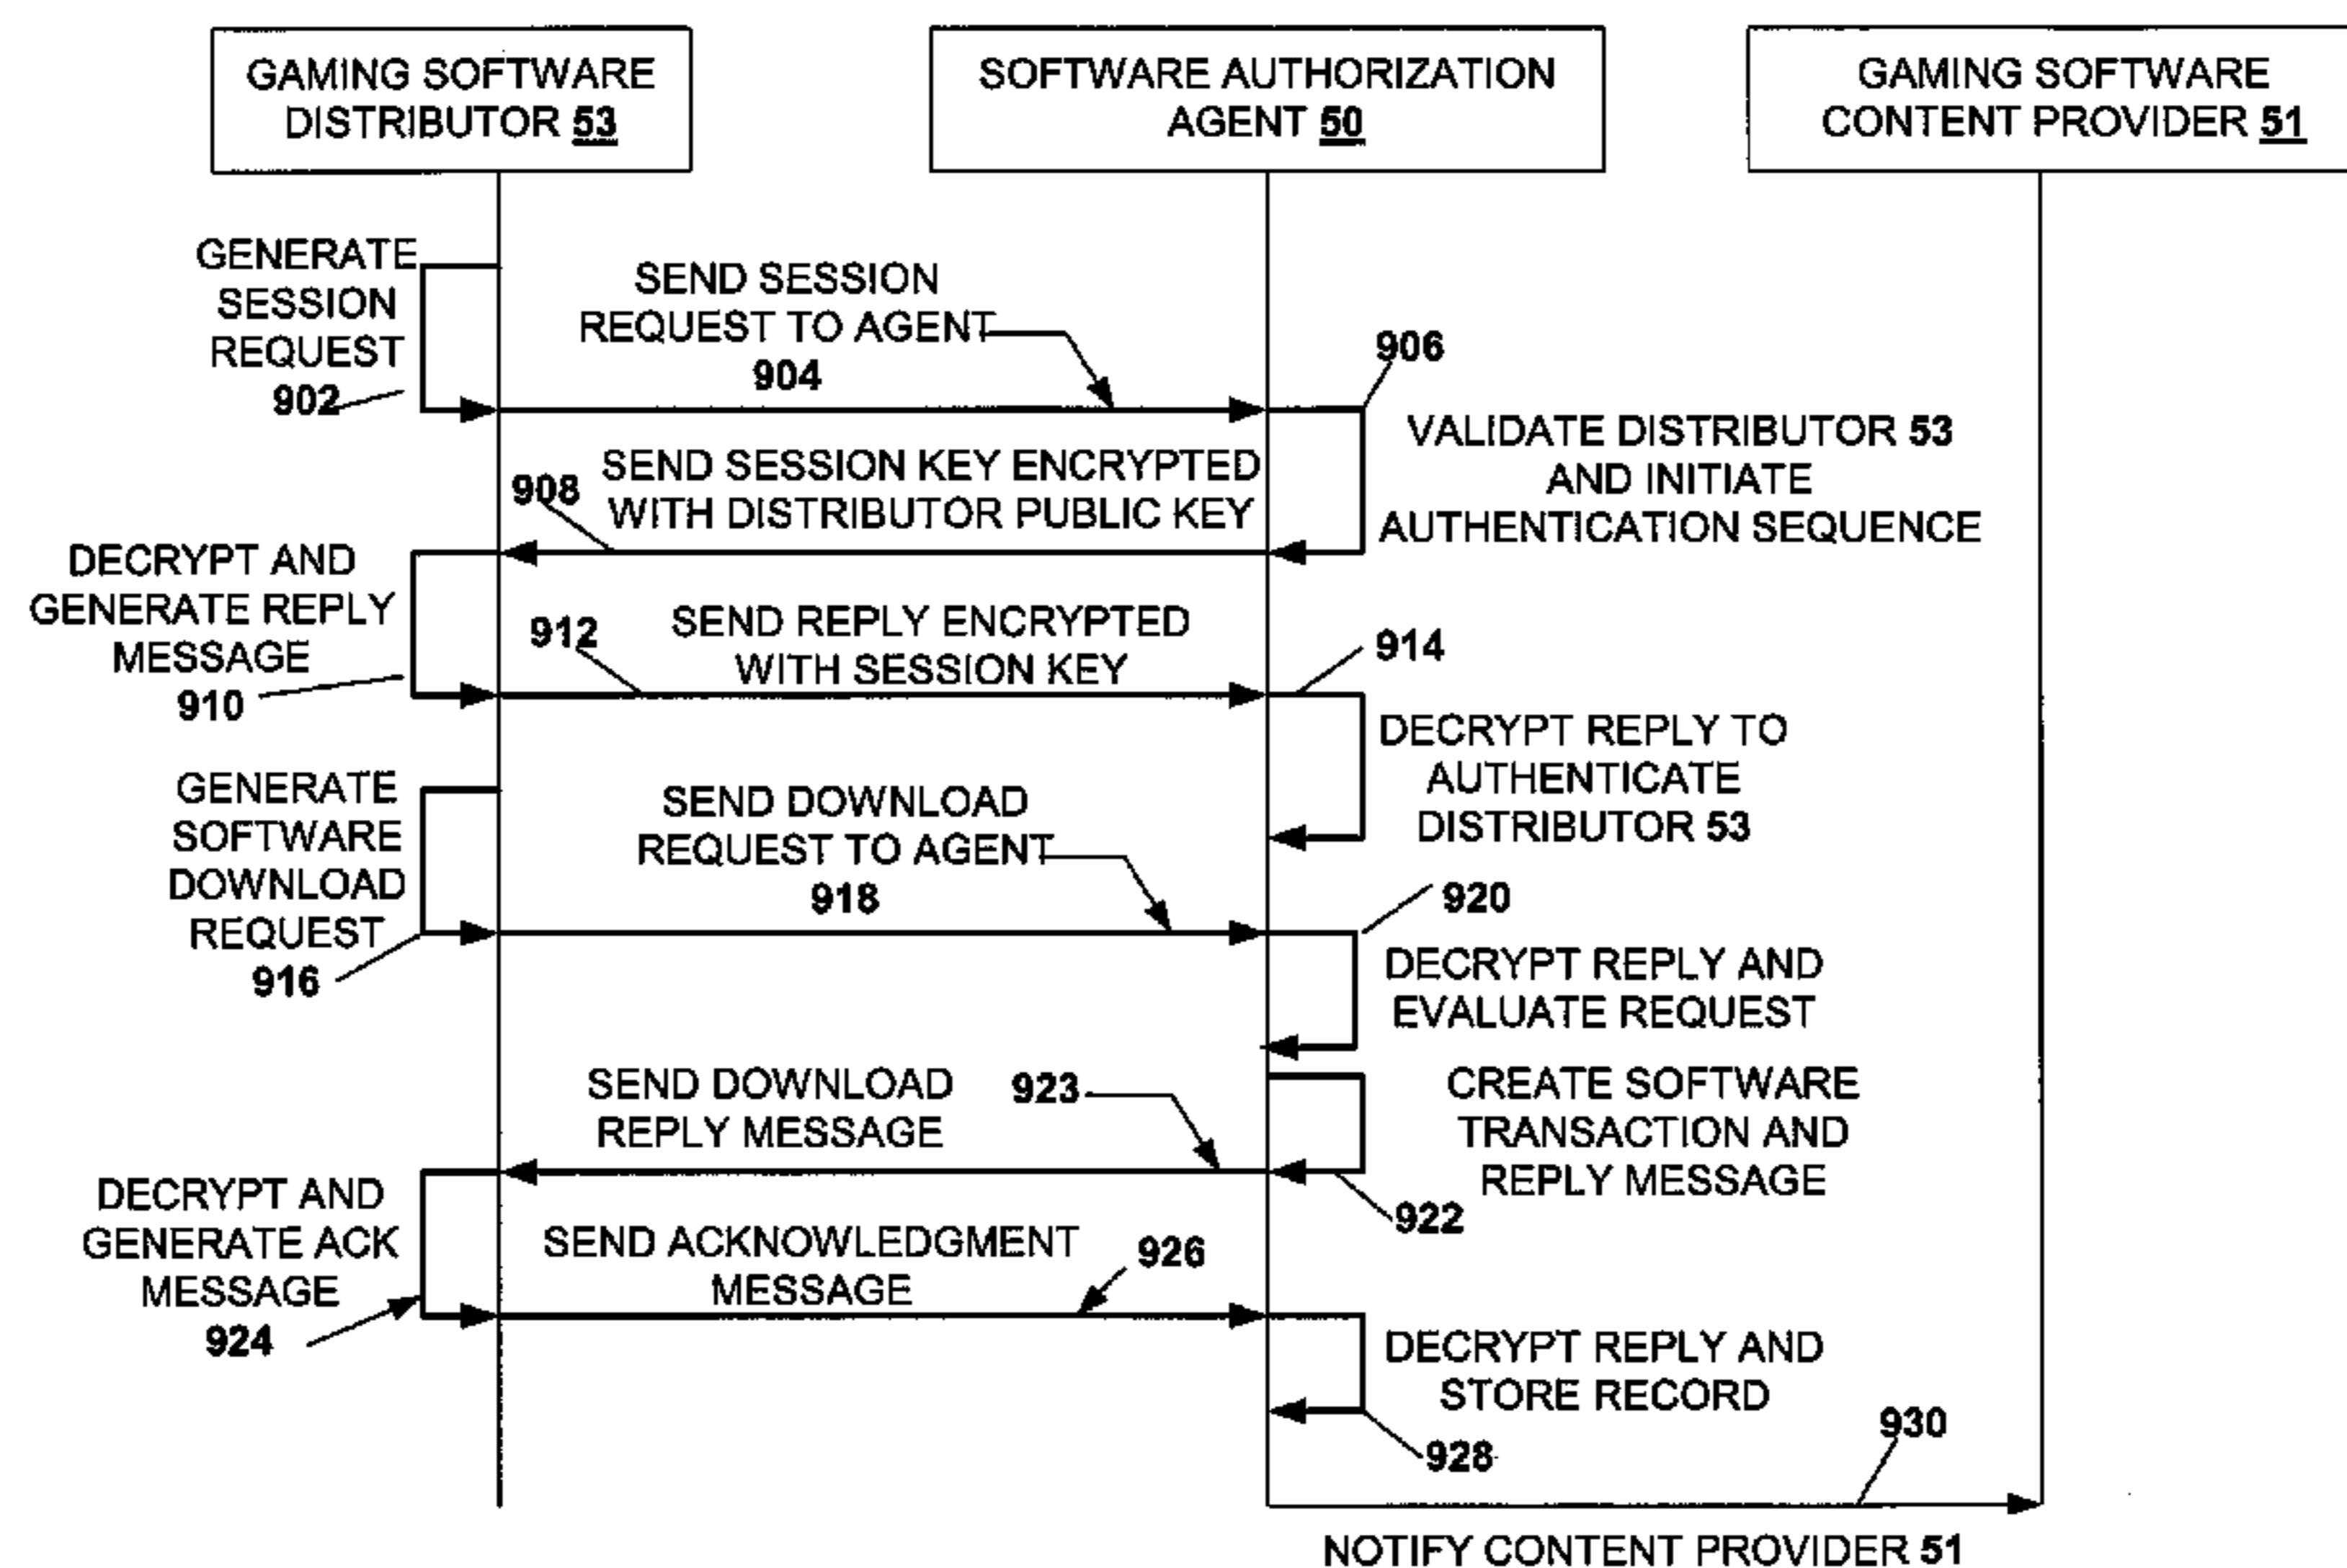 GAMING SOFTWARE
DISTRIBUTOR 53
SOFTWARE AUTHORIZATION
AGENT 50
GAMING SOFTWARE
CONTENT PROVIDER 51
GENERATE
SESSION
REQUEST
902
SEND SESSION
REQUEST TO AGENT
904
906
VALIDATE DISTRIBUTOR 53
AND INITIATE
AUTHENTICATION SEQUENCE
908
SEND SESSION KEY ENCRYPTED
WITH DISTRIBUTOR PUBLIC KEY
DECRYPT AND
GENERATE REPLY
MESSAGE
910
912
SEND REPLY ENCRYPTED
WITH SESSION KEY
914
DECRYPT REPLY TO
AUTHENTICATE
DISTRIBUTOR 53
GENERATE
SOFTWARE
DOWNLOAD
REQUEST
916
SEND DOWNLOAD
REQUEST TO AGENT
918
920
DECRYPT REPLY AND
EVALUATE REQUEST
SEND DOWNLOAD
REPLY MESSAGE
923
CREATE SOFTWARE
TRANSACTION AND
REPLY MESSAGE
922
DECRYPT AND
GENERATE ACK
MESSAGE
924
SEND ACKNOWLEDGMENT
MESSAGE
926
DECRYPT REPLY AND
STORE RECORD
928
930
NOTIFY CONTENT PROVIDER 51